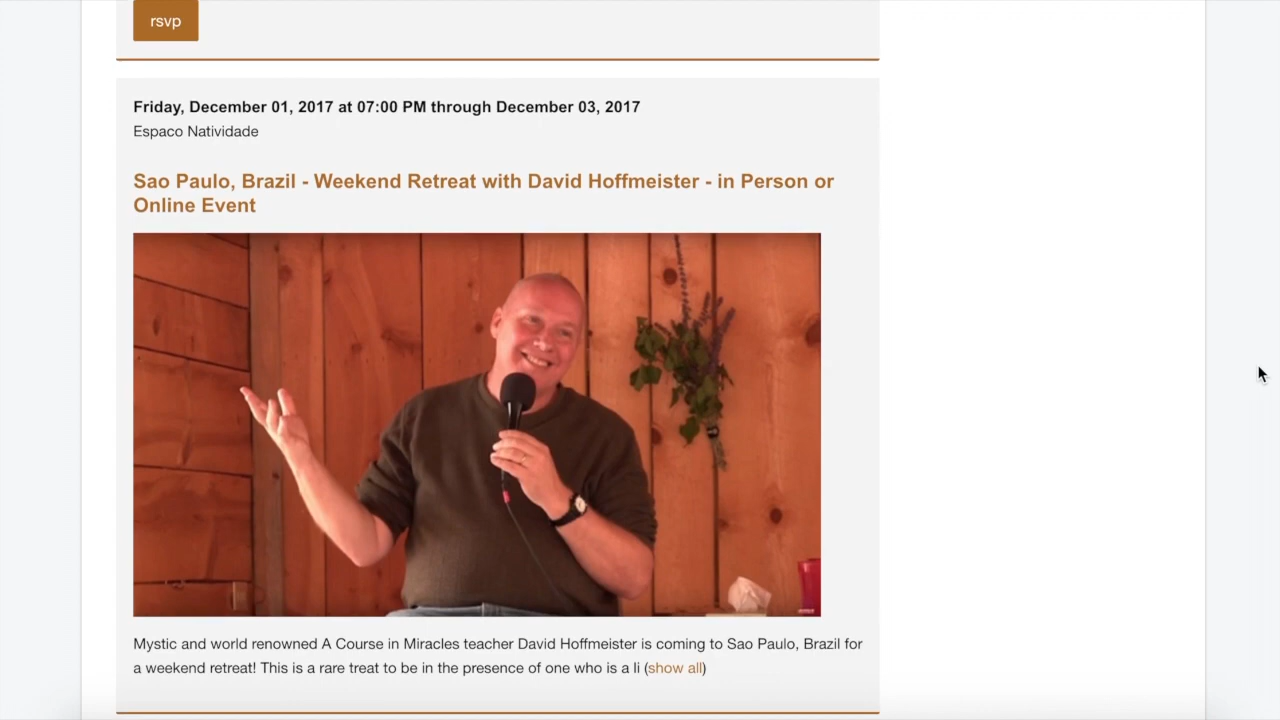 rsvp
Friday, December 01, 2017 at 07:00 PM through December 03, 2017
Espaco Natividade
Sao Paulo, Brazil - Weekend Retreat with David Hoffmeister - in Person or
Online Event
Mystic and world renowned A Course in Miracles teacher David Hoffmeister is coming to Sao Paulo, Brazil for
a weekend retreat! This is a rare treat to be in the presence of one who is a li (show all)